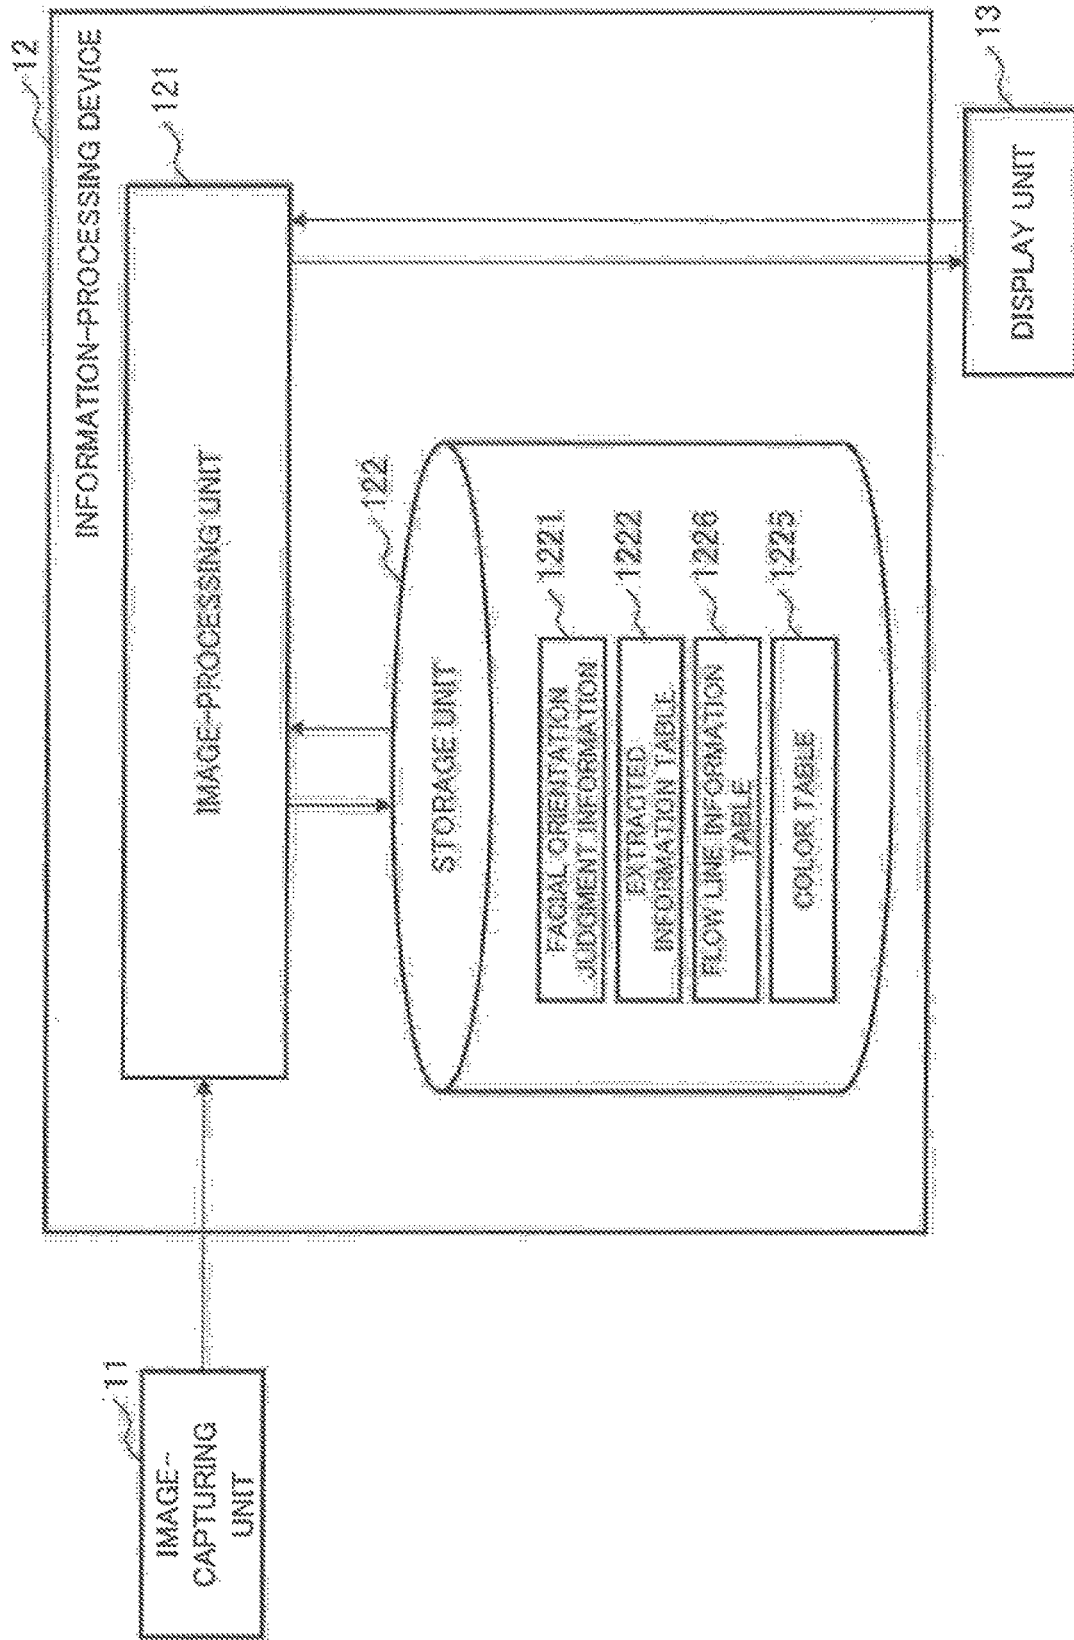 12
INFORMATION-PROCESSING DEVICE
121
IMAGE-PROCESSING UNIT
11
IMAGE-
CAPTURING
UNIT
122
STORAGE UNIT
FACIAL ORIENTATION
JUDGMENT INFORMATION
1221
EXTRACTED
INFORMATION TABLE
1222
FLOW LINE INFORMATION
TABLE
1226
COLOR TABLE
1225
13
DISPLAY UNIT